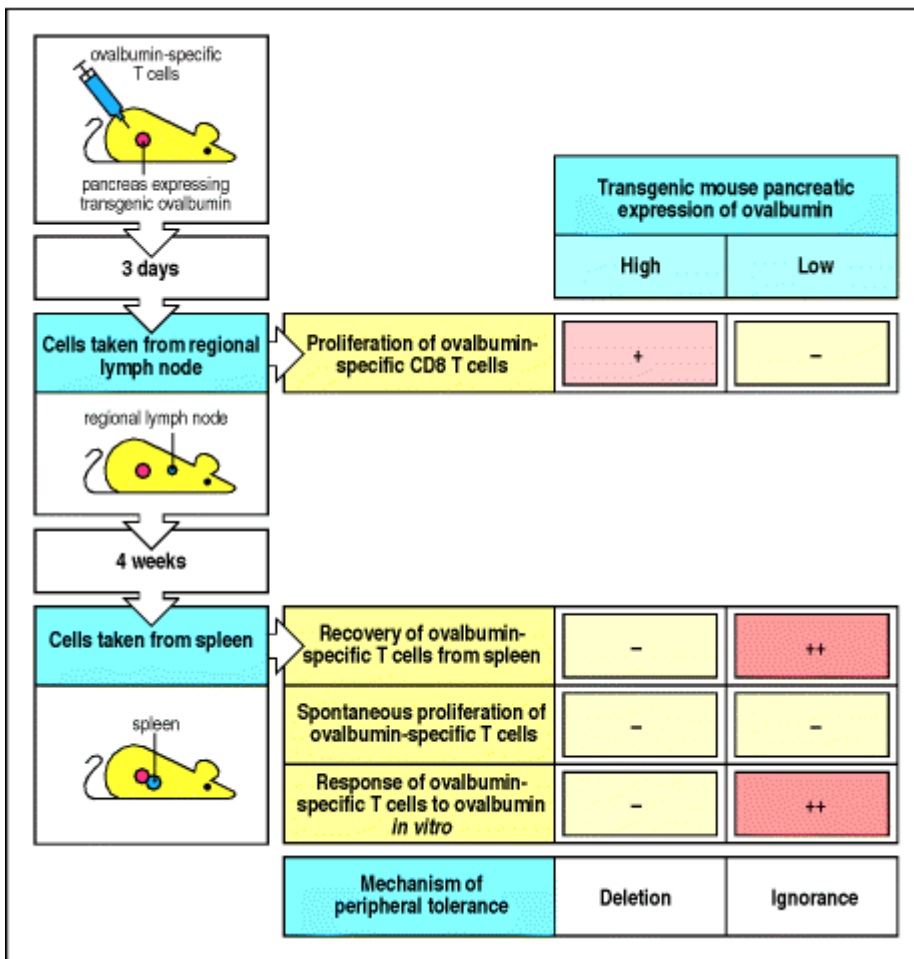 ovalbumin-specific
T cells
pancreas expressing
transgenic ovalbumin
3 days
Cells taken from regional
lymph node
regional lymph node
4 weeks
Cells taken from spleen
spleen
Transgenic mouse pancreatic
expression of ovalbumin
High
Low
Proliferation of ovalbumin-
specific CD8 T cells
+
–
Recovery of ovalbumin-
specific T cells from spleen
–
++
Spontaneous proliferation of
ovalbumin-specific T cells
–
–
Response of ovalbumin-
specific T cells to ovalbumin
in vitro
–
++
Mechanism of
peripheral tolerance
Deletion
Ignorance